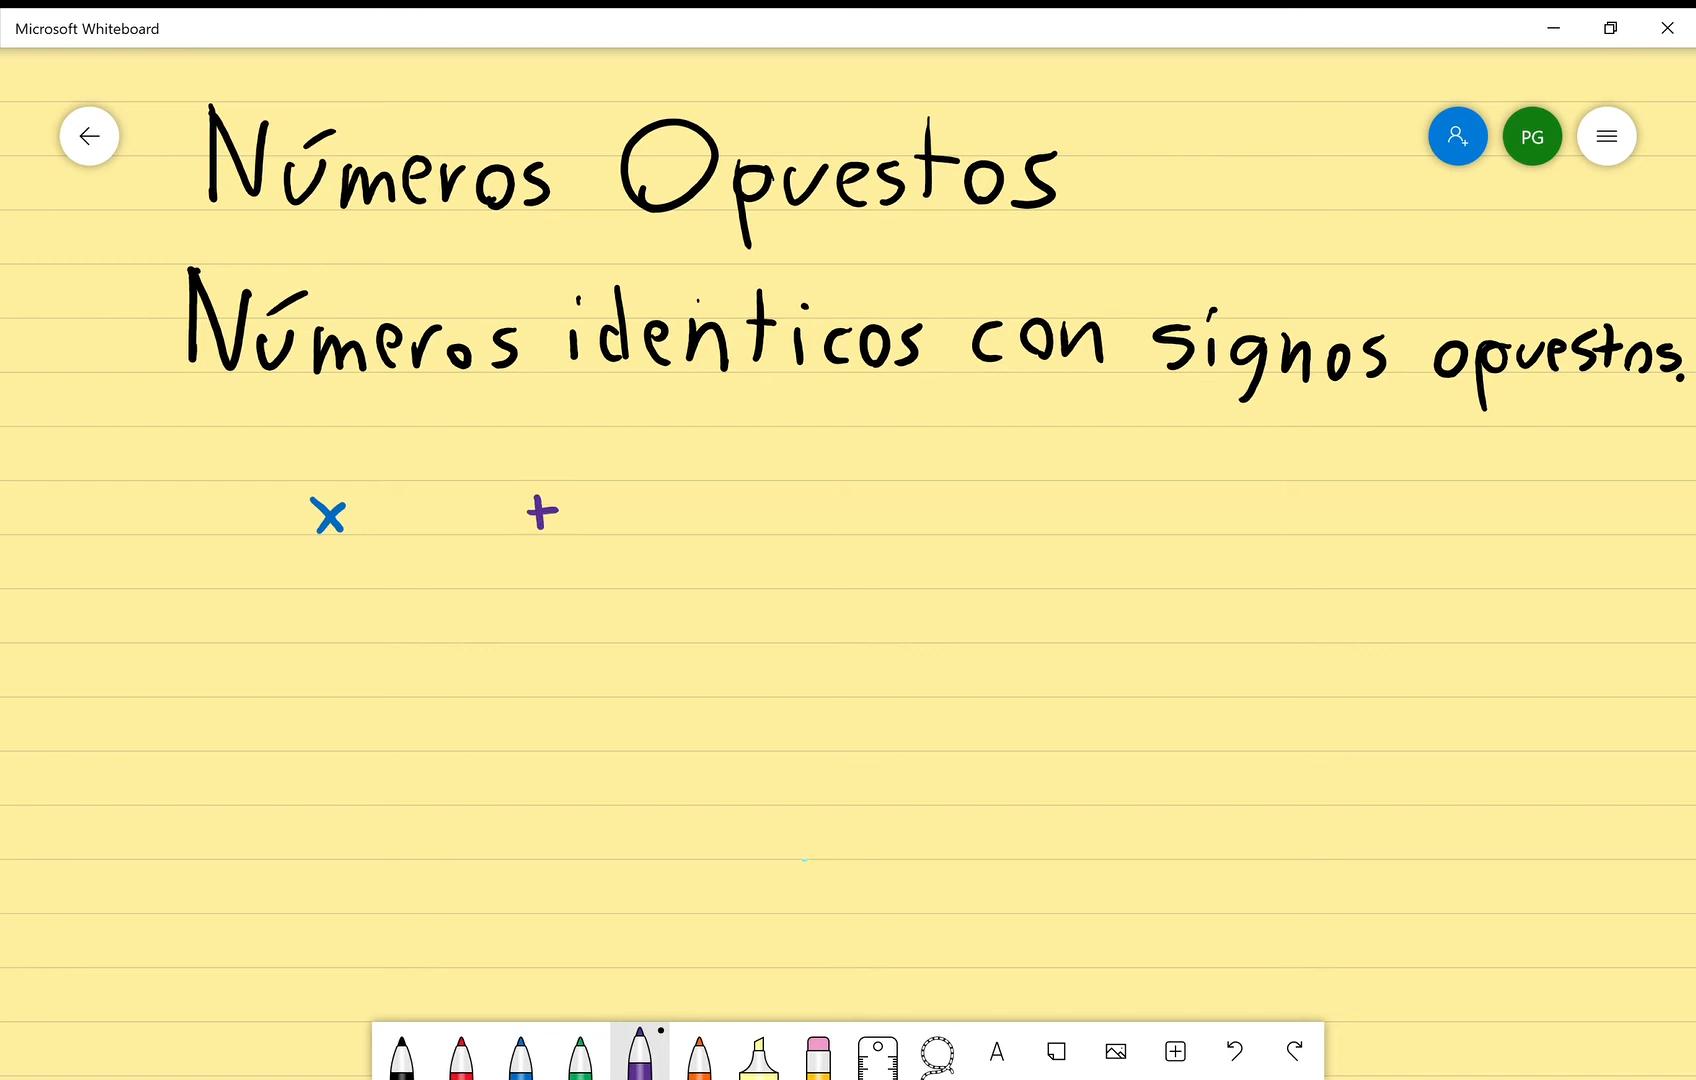 Microsoft Whiteboard
Números Opuestos
PG
Números identicos con signos opuestos.
x +
A